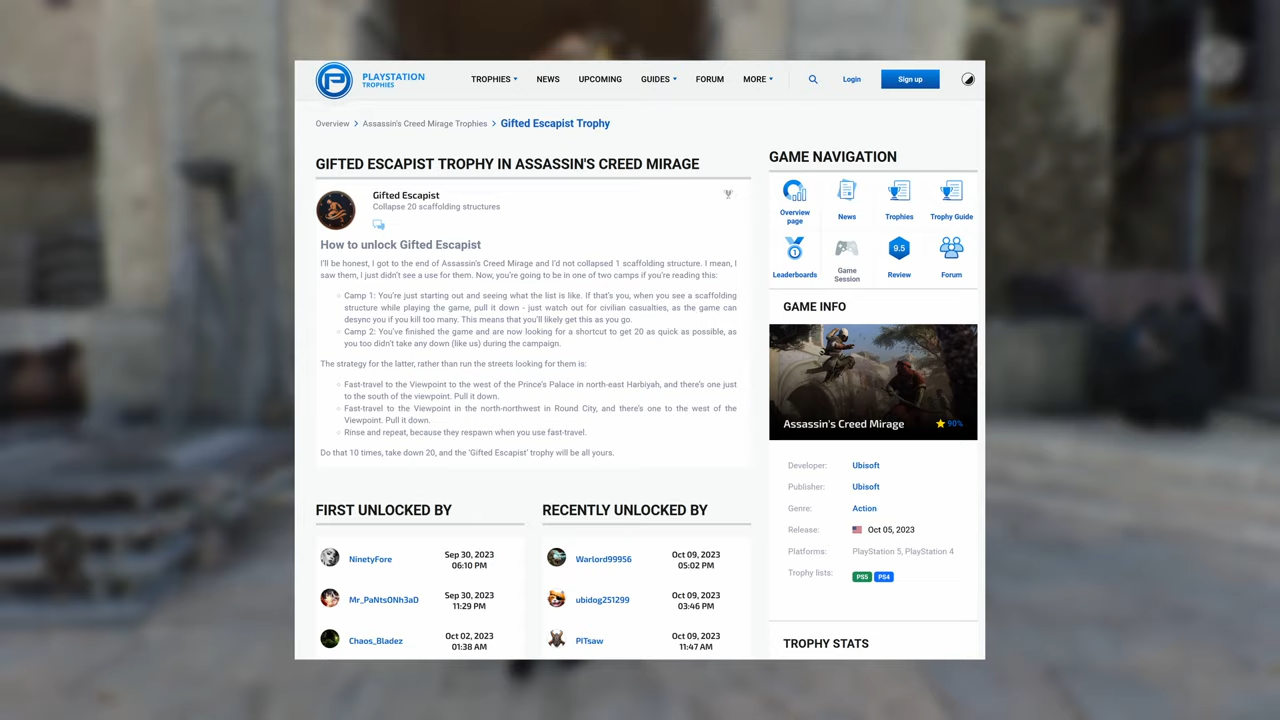 PLAYSTATION
TROPHIES
TROPHIES NEWS UPCOMING GUIDES FORUM MORE Login Sign up
Overview > Assassin's Creed Mirage Trophies > Gifted Escapist Trophy
GIFTED ESCAPIST TROPHY IN ASSASSIN'S CREED MIRAGE
Gifted Escapist
Collapse 20 scaffolding structures
How to unlock Gifted Escapist
I'll be honest, I got to the end of Assassin's Creed Mirage and I'd not collapsed 1 scaffolding structure. I mean, I
saw them, I just didn't see a use for them. Now, you're going to be in one of two camps if you're reading this:
Camp 1: You're just starting out and seeing what the list is like. If that's you, when you see a scaffolding
structure while playing the game, pull it down - just watch out for civilian casualties, as the game can
desync you if you kill too many. This means that you'll likely get this as you go.
Camp 2: You've finished the game and are now looking for a shortcut to get 20 as quick as possible, as
you too didn't take any down (like us) during the campaign.
The strategy for the latter, rather than run the streets looking for them is:
Fast-travel to the Viewpoint to the west of the Prince's Palace in north-east Harbiyah, and there's one just
to the south of the viewpoint. Pull it down.
Fast-travel to the Viewpoint in the north-northwest in Round City, and there's one to the west of the
Viewpoint. Pull it down.
Rinse and repeat, because they respawn when you use fast-travel.
Do that 10 times, take down 20, and the 'Gifted Escapist' trophy will be all yours.
FIRST UNLOCKED BY
NinetyFore Sep 30, 2023
06:10 PM
Mr_PaNtsONh3aD Sep 30, 2023
11:29 PM
Chaos_Bladez Oct 02, 2023
01:38 AM
RECENTLY UNLOCKED BY
Warlord99956 Oct 09, 2023
05:02 PM
ubidog251299 Oct 09, 2023
03:46 PM
PITsaw Oct 09, 2023
11:47 AM
GAME NAVIGATION
Overview
page
News
Trophies
Trophy Guide
1
Leaderboards
Game
Session
9.5
Review
Forum
GAME INFO
Assassin's Creed Mirage 90%
Developer: Ubisoft
Publisher: Ubisoft
Genre: Action
Release: Oct 05, 2023
Platforms: PlayStation 5, PlayStation 4
Trophy lists: PS5 PS4
TROPHY STATS